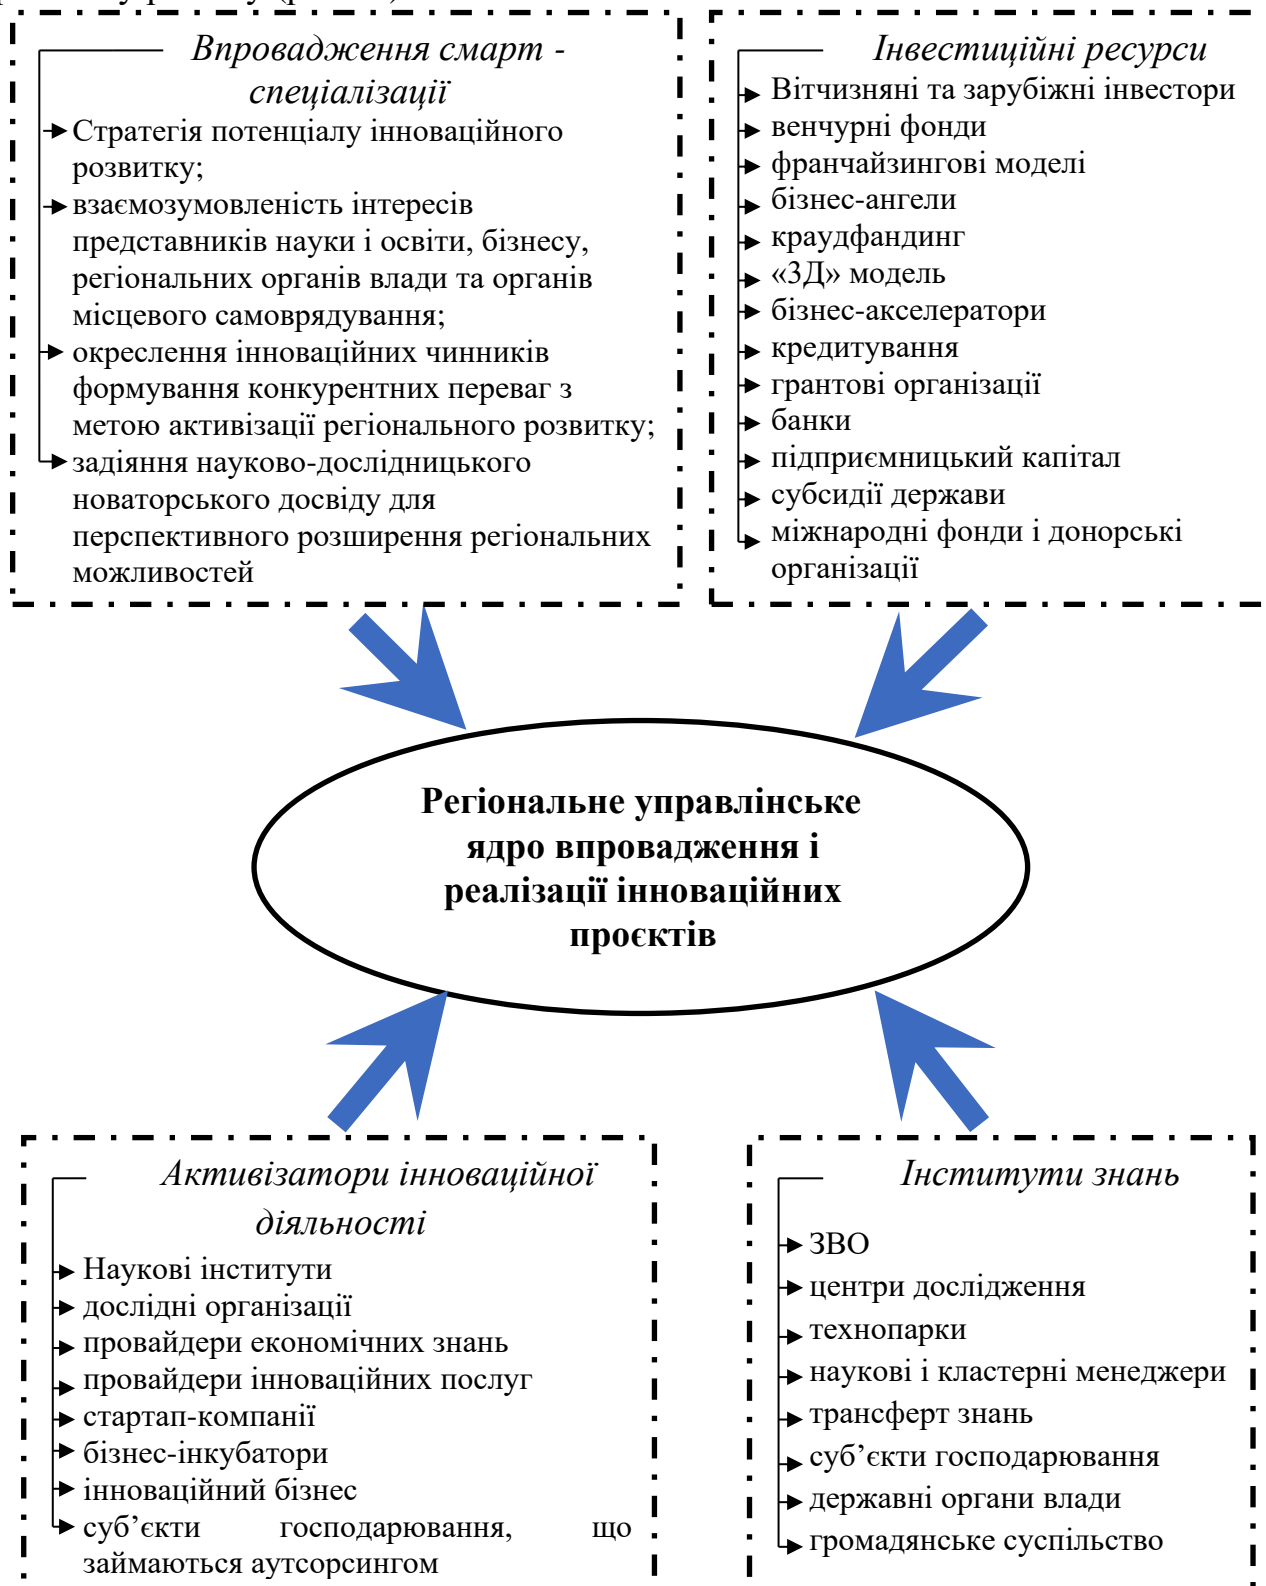 Впровадження смарт -
спеціалізації
Стратегія потенціалу інноваційного
розвитку;
взаємозумовленість інтересів
представників науки і освіти, бізнесу,
регіональних органів влади та органів
місцевого самоврядування;
окреслення інноваційних чинників
формування конкурентних переваг з
метою активізації регіонального розвитку;
задіяння науково-дослідницького
новаторського досвіду для
перспективного розширення регіональних
можливостей
Інвестиційні ресурси
Вітчизняні та зарубіжні інвестори
венчурні фонди
франчайзингові моделі
бізнес-ангели
краудфандинг
«3Д» модель
бізнес-акселератори
кредитування
грантові організації
банки
підприємницький капітал
субсидії держави
міжнародні фонди і донорські
організації
Регіональне управлінське
ядро впровадження і
реалізації інноваційних
проєктів
Активізатори інноваційної
діяльності
Наукові інститути
дослідні організації
провайдери економічних знань
провайдери інноваційних послуг
стартап-компанії
бізнес-інкубатори
інноваційний бізнес
суб’єкти господарювання, що
займаються аутсорсингом
Інститути знань
ЗВО
центри дослідження
технопарки
наукові і кластерні менеджери
трансферт знань
суб’єкти господарювання
державні органи влади
громадянське суспільство